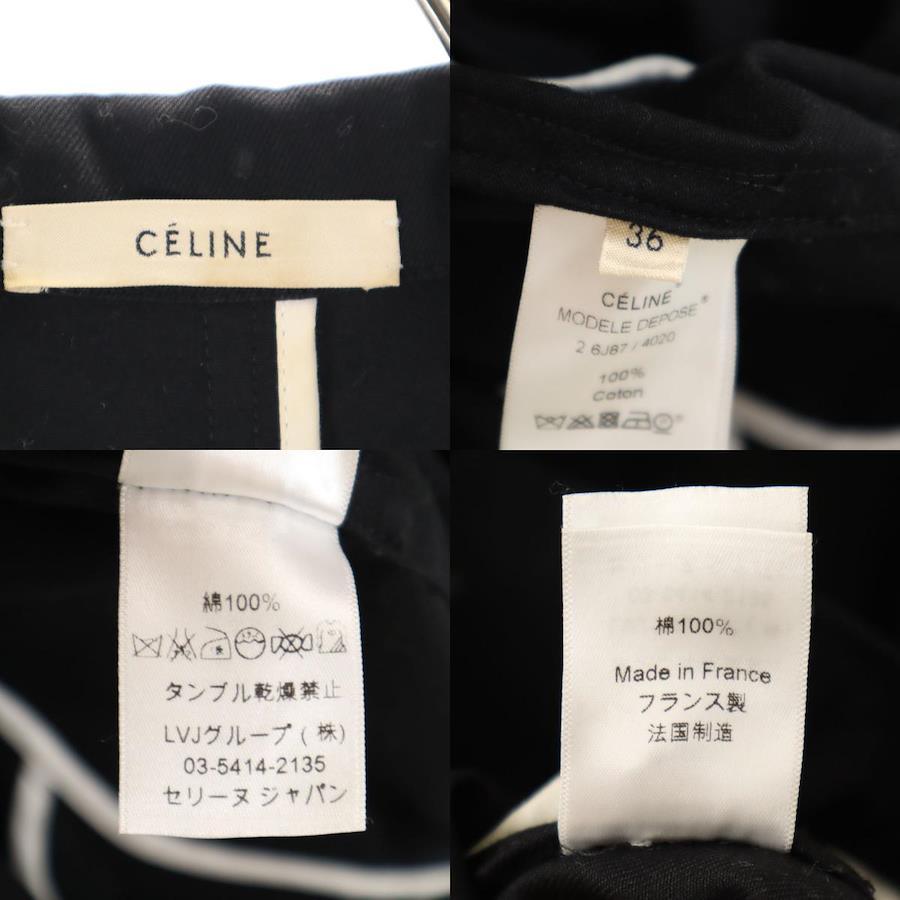 CÉLINE
36
CÉLINE
MODELE DEPOSE®
2 6J87 / 4020
100%
Coton
綿100%
タンブル乾燥禁止
LVJグループ ( 株)
03-5414-2135
セリーヌ ジャパン
棉100%
Made in France
フランス製
法国制造